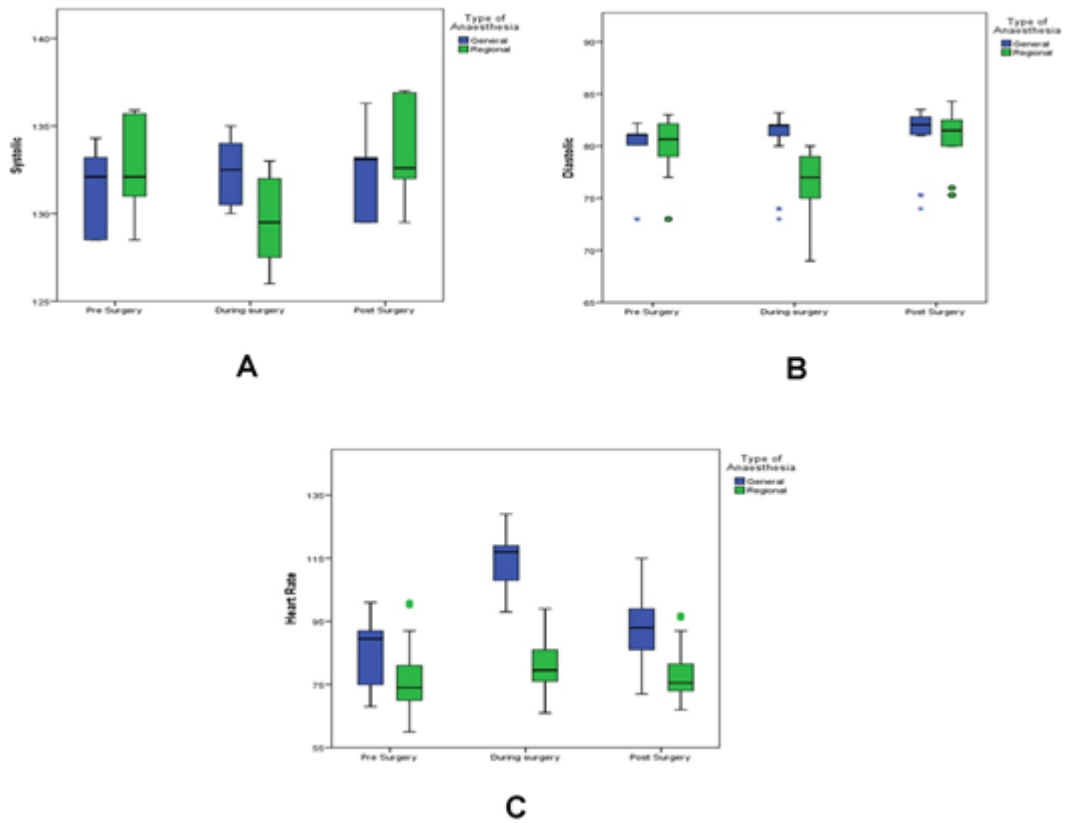 Type of
Anaesthesia
General
Regional
Systolic
140
135
130
125
Pre Surgery
During surgery
Post Surgery
A
Type of
Anaesthesia
General
Regional
Diastolic
90
85
80
75
70
65
Pre Surgery
During surgery
Post Surgery
B
Type of
Anaesthesia
General
Regional
Heart Rate
135
115
95
75
55
Pre Surgery
During surgery
Post Surgery
C